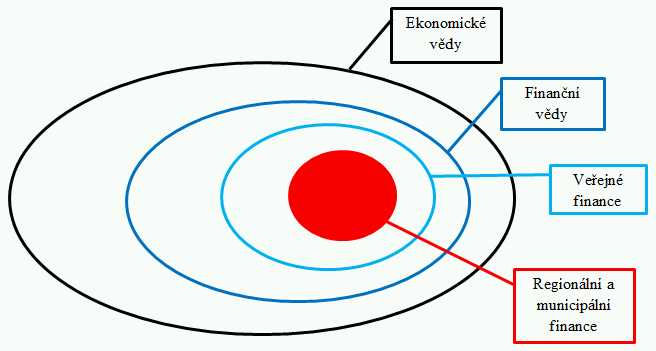 Ekonomické
vědy
Finanční
vědy
Veřejné
finance
Regionální a
municipální
finance